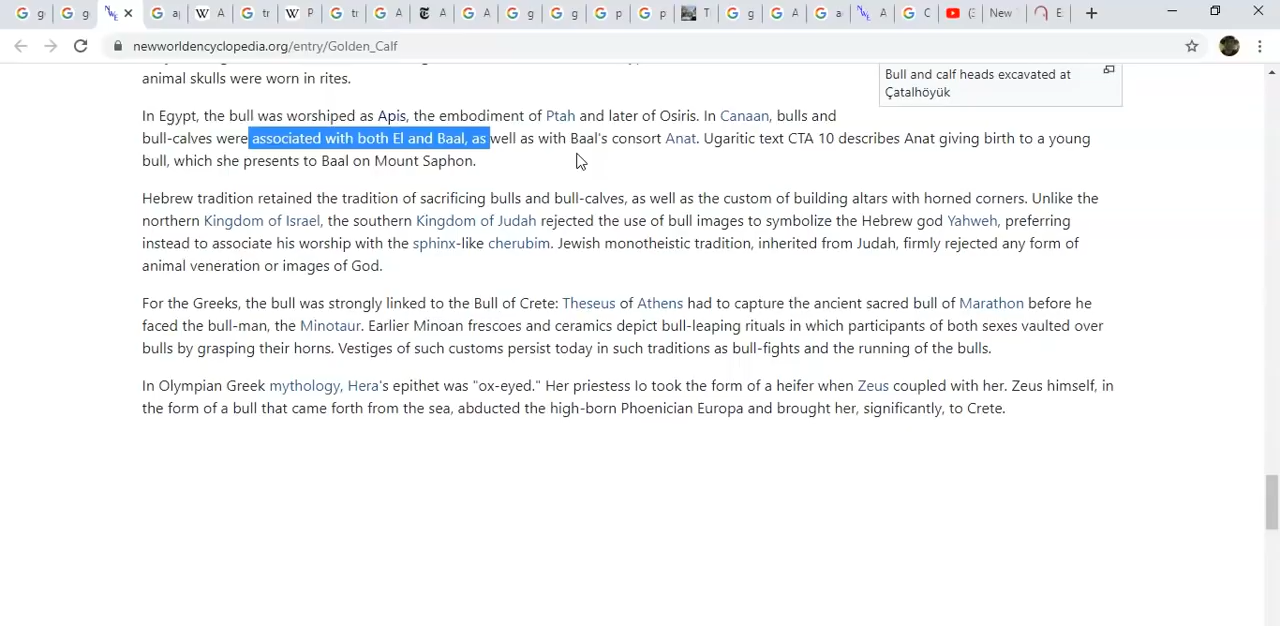 g
g
a
A
tr
P
tr
A
A
A
g
g
p
p
T
g
A
a
A
C
(3
New
E
newworldencyclopedia.org/entry/Golden_Calf
animal skulls were worn in rites.
Bull and calf heads excavated at
Çatalhöyük
In Egypt, the bull was worshiped as Apis, the embodiment of Ptah and later of Osiris. In Canaan, bulls and
bull-calves were associated with both El and Baal, as well as with Baal's consort Anat. Ugaritic text CTA 10 describes Anat giving birth to a young
bull, which she presents to Baal on Mount Saphon.
Hebrew tradition retained the tradition of sacrificing bulls and bull-calves, as well as the custom of building altars with horned corners. Unlike the
northern Kingdom of Israel, the southern Kingdom of Judah rejected the use of bull images to symbolize the Hebrew god Yahweh, preferring
instead to associate his worship with the sphinx-like cherubim. Jewish monotheistic tradition, inherited from Judah, firmly rejected any form of
animal veneration or images of God.
For the Greeks, the bull was strongly linked to the Bull of Crete: Theseus of Athens had to capture the ancient sacred bull of Marathon before he
faced the bull-man, the Minotaur. Earlier Minoan frescoes and ceramics depict bull-leaping rituals in which participants of both sexes vaulted over
bulls by grasping their horns. Vestiges of such customs persist today in such traditions as bull-fights and the running of the bulls.
In Olympian Greek mythology, Hera's epithet was "ox-eyed." Her priestess Io took the form of a heifer when Zeus coupled with her. Zeus himself, in
the form of a bull that came forth from the sea, abducted the high-born Phoenician Europa and brought her, significantly, to Crete.